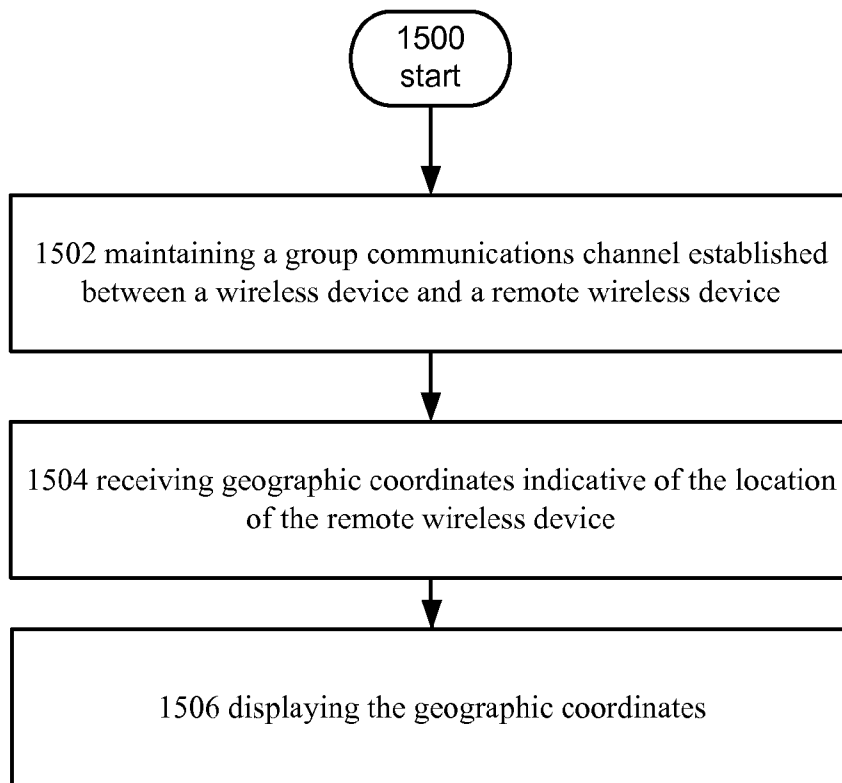 1500
start
1502 maintaining a group communications channel established
between a wireless device and a remote wireless device
1504 receiving geographic coordinates indicative of the location
of the remote wireless device
1506 displaying the geographic coordinates